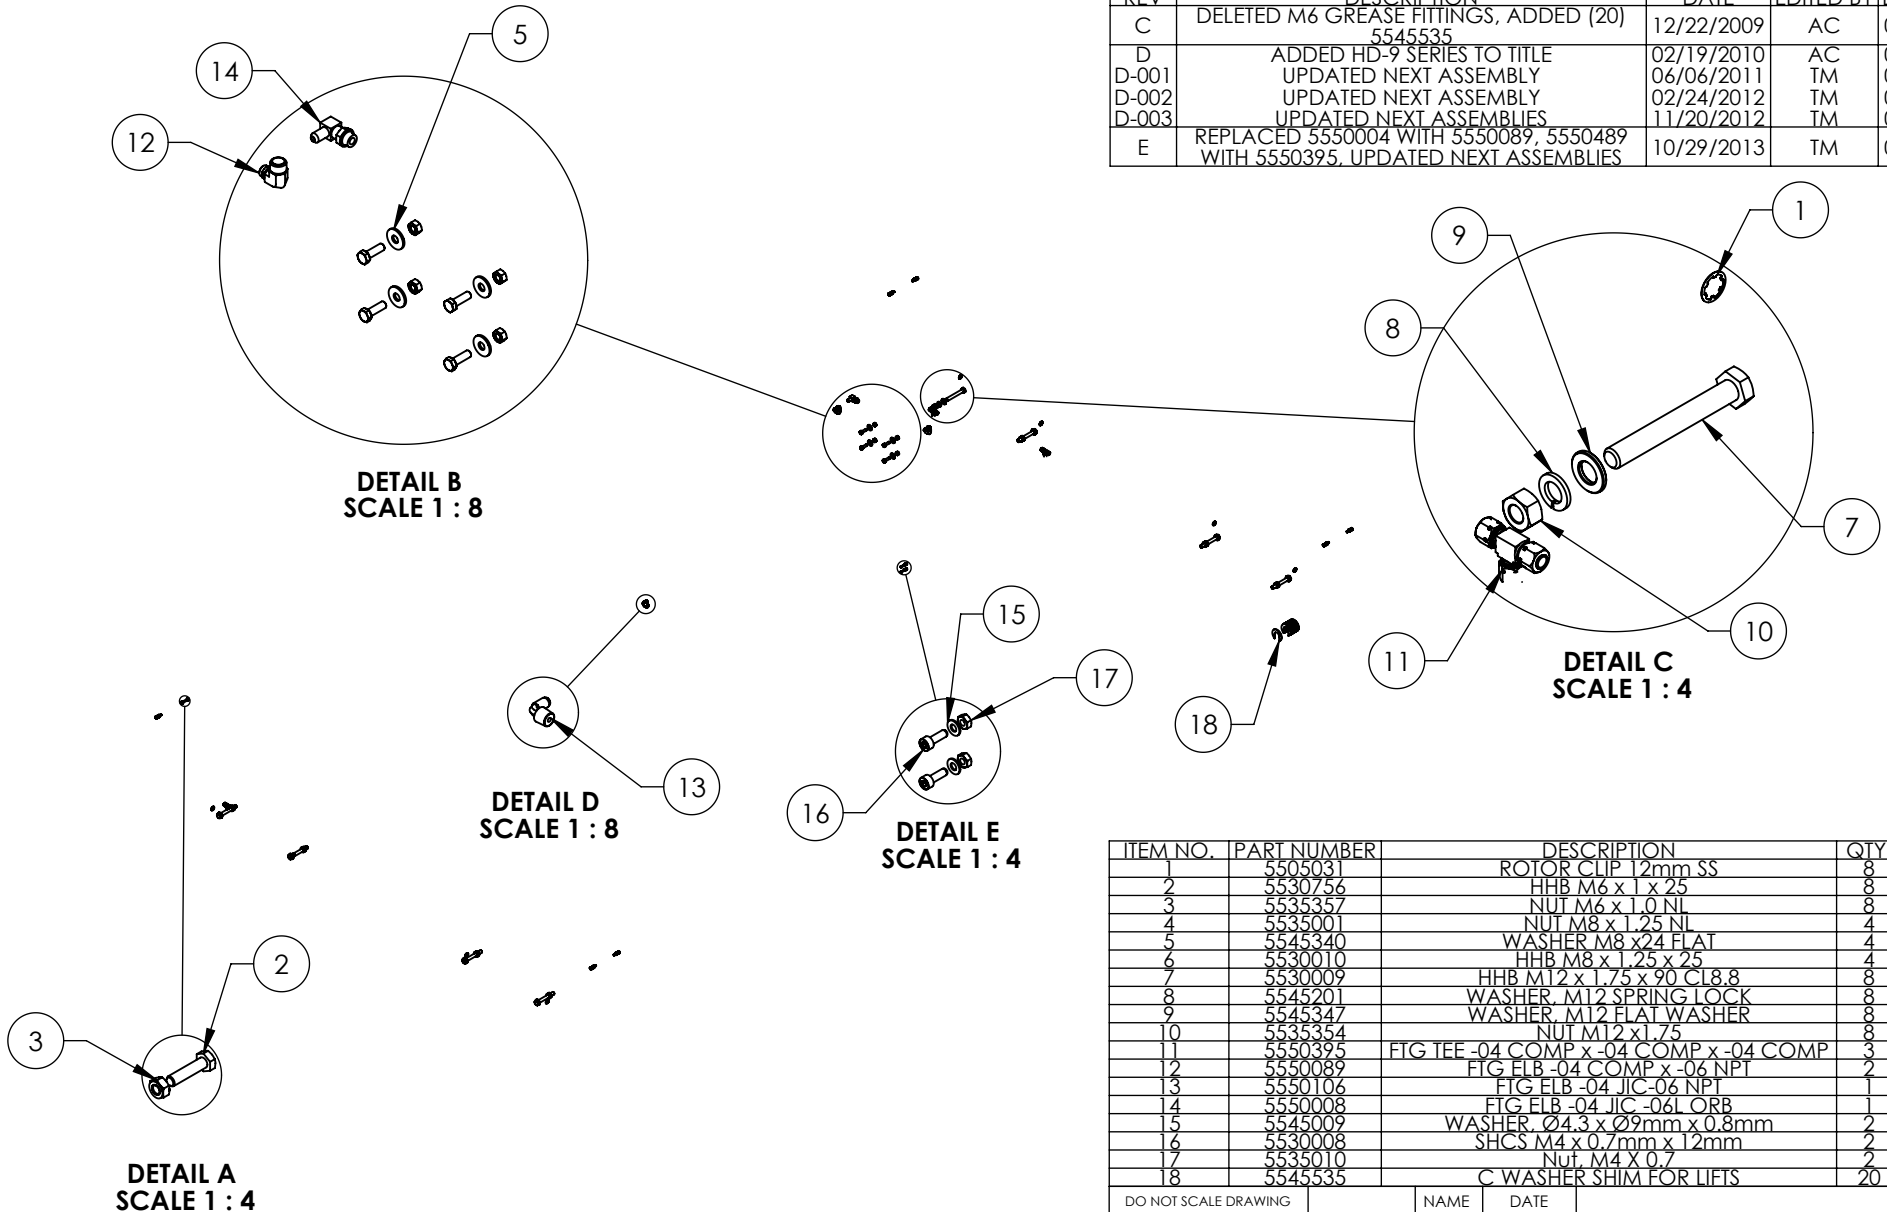 REV DESCRIPTION DATE EDITED BY
C DELETED M6 GREASE FITTINGS, ADDED (20) 5545535 12/22/2009 AC
D ADDED HD-9 SERIES TO TITLE 02/19/2010 AC
D-001 UPDATED NEXT ASSEMBLY 06/06/2011 TM
D-002 UPDATED NEXT ASSEMBLY 02/24/2012 TM
D-003 UPDATED NEXT ASSEMBLIES 11/20/2012 TM
E REPLACED 5550004 WITH 5550089, 5550489 WITH 5550395, UPDATED NEXT ASSEMBLIES 10/29/2013 TM
5
14
12
DETAIL B
SCALE 1 : 8
1
9
8
7
10
11
DETAIL C
SCALE 1 : 4
18
15
17
16
DETAIL E
SCALE 1 : 4
13
DETAIL D
SCALE 1 : 8
2
3
DETAIL A
SCALE 1 : 4
ITEM NO. PART NUMBER DESCRIPTION QTY
1 5505031 ROTOR CLIP 12mm SS 8
2 5530756 HHB M6 x 1 x 25 8
3 5535357 NUT M6 x 1.0 NL 8
4 5535001 NUT M8 x 1.25 NL 4
5 5545340 WASHER M8 x24 FLAT 4
6 5530010 HHB M8 x 1.25 x 25 4
7 5530009 HHB M12 x 1.75 x 90 CL8.8 8
8 5545201 WASHER, M12 SPRING LOCK 8
9 5545347 WASHER, M12 FLAT WASHER 8
10 5535354 NUT M12 x1.75 8
11 5550395 FTG TEE -04 COMP x -04 COMP x -04 COMP 3
12 5550089 FTG ELB -04 COMP x -06 NPT 2
13 5550106 FTG ELB -04 JIC-06 NPT 1
14 5550008 FTG ELB -04 JIC -06L ORB 1
15 5545009 WASHER, Ø4.3 x Ø9mm x 0.8mm 2
16 5530008 SHCS M4 x 0.7mm x 12mm 2
17 5535010 Nut, M4 X 0.7 2
18 5545535 C WASHER SHIM FOR LIFTS 20
DO NOT SCALE DRAWING NAME DATE